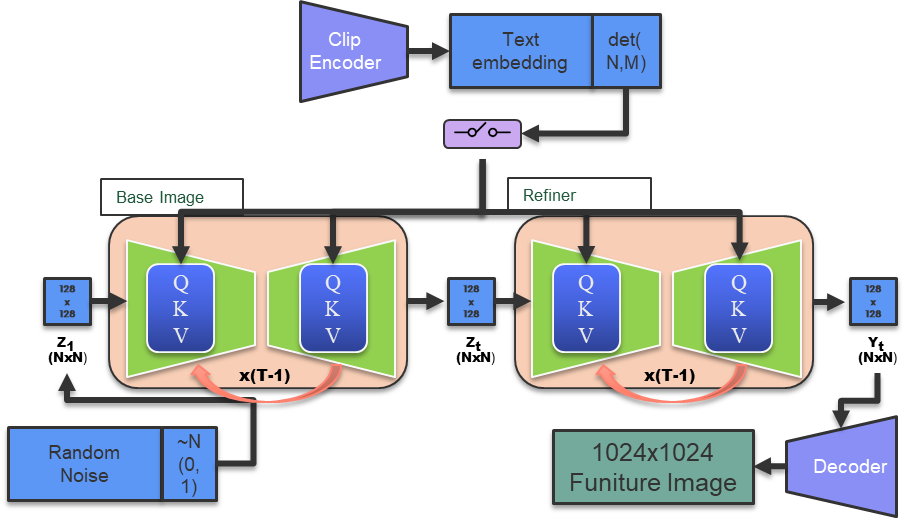 Clip
Encoder
Text
embedding
det(
N,M)
Base Image
Refiner
Q
K
V
Q
K
V
Q
K
V
Q
K
V
128
x
128
Z1
(NxN)
x(T-1)
128
x
128
Zt
(NxN)
x(T-1)
128
x
128
Yt
(NxN)
Random
Noise
~N
(0,
1)
1024x1024
Funiture Image
Decoder